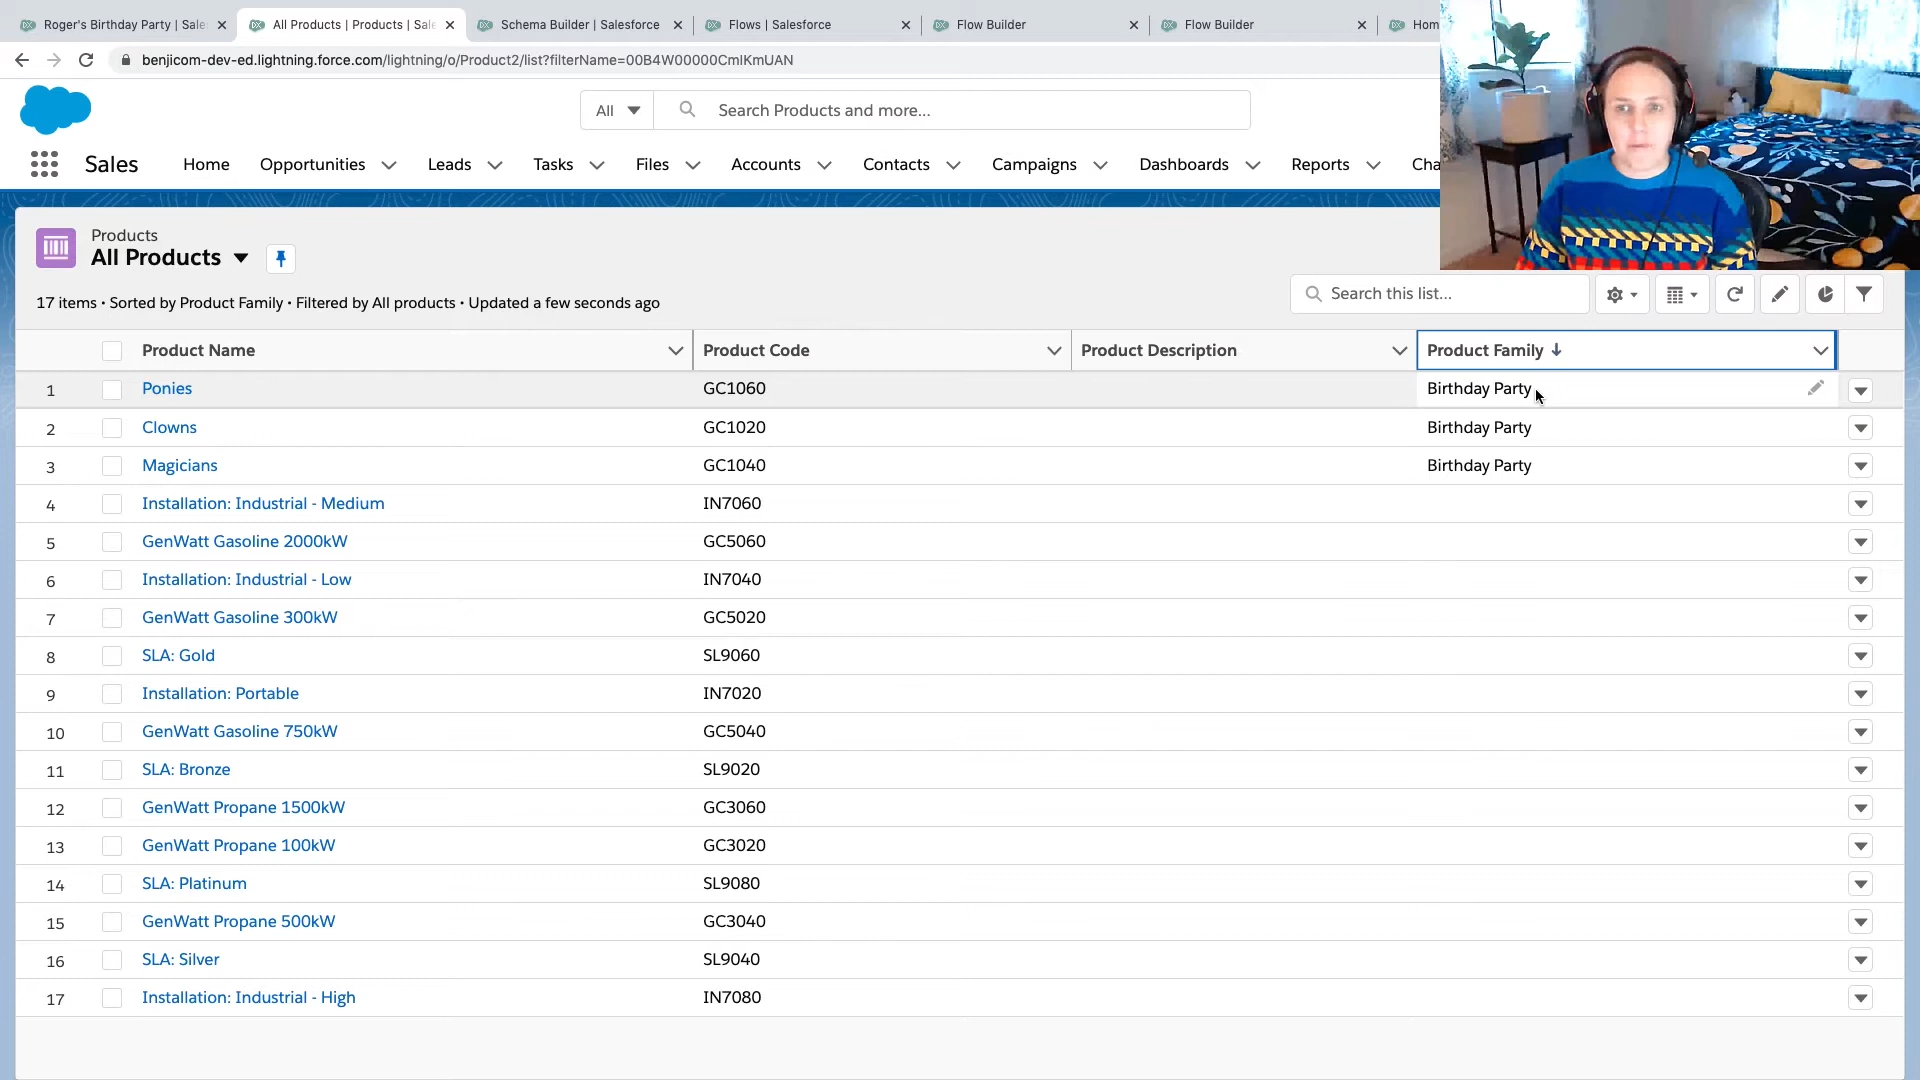 Roger's Birthday Party | Sale
All Products | Products | Sale
Schema Builder | Salesforce
Flows | Salesforce
Flow Builder
Flow Builder
Hom
benjicom-dev-ed.lightning.force.com/lightning/o/Product2/list?filterName=00B4W00000CmlKmUAN
All
Search Products and more...
Sales
Home
Opportunities
Leads
Tasks
Files
Accounts
Contacts
Campaigns
Dashboards
Reports
Cha
Products
All Products
17 items • Sorted by Product Family • Filtered by All products • Updated a few seconds ago
Search this list...
Product Name Product Code Product Description Product Family
1 Ponies GC1060 Birthday Party
2 Clowns GC1020 Birthday Party
3 Magicians GC1040 Birthday Party
4 Installation: Industrial - Medium IN7060
5 GenWatt Gasoline 2000kW GC5060
6 Installation: Industrial - Low IN7040
7 GenWatt Gasoline 300kW GC5020
8 SLA: Gold SL9060
9 Installation: Portable IN7020
10 GenWatt Gasoline 750kW GC5040
11 SLA: Bronze SL9020
12 GenWatt Propane 1500kW GC3060
13 GenWatt Propane 100kW GC3020
14 SLA: Platinum SL9080
15 GenWatt Propane 500kW GC3040
16 SLA: Silver SL9040
17 Installation: Industrial - High IN7080